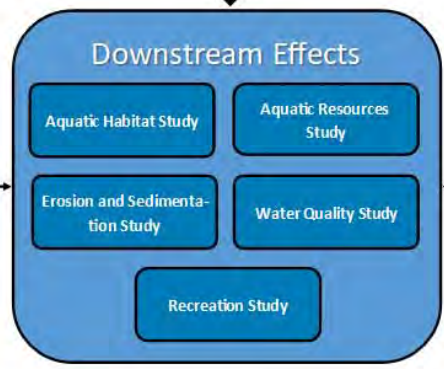 Downstream Effects
Aquatic Habitat Study
Aquatic Resources
Study
Erosion and Sedimenta-
tion Study
Water Quality Study
Recreation Study